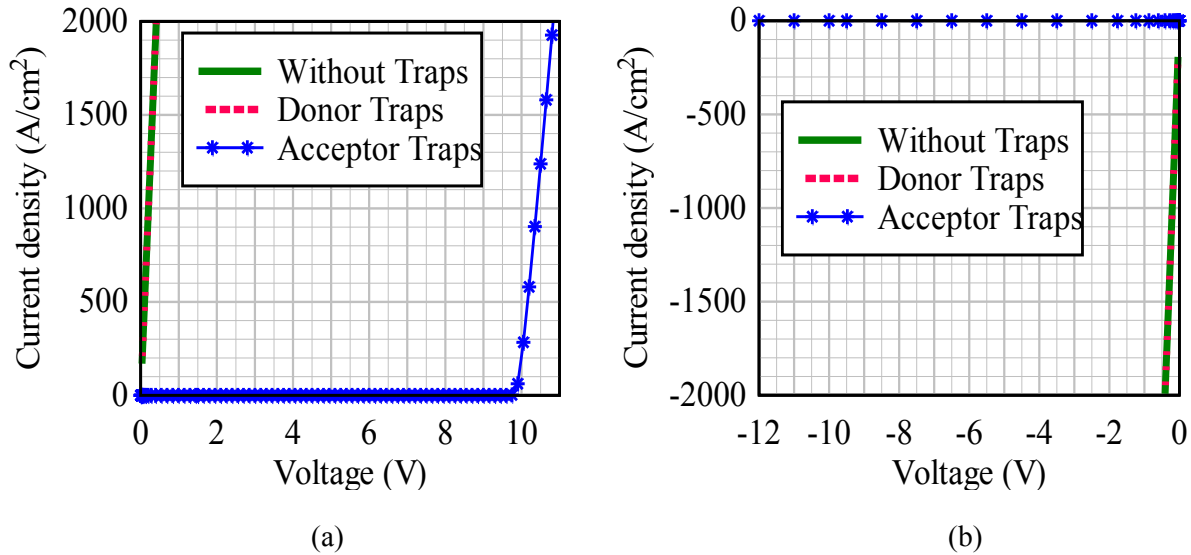 2000
1500
1000
500
0
Current density (A/cm²)
Without Traps
Donor Traps
Acceptor Traps
0 2 4 6 8 10
Voltage (V)
(a)
0
-500
-1000
-1500
-2000
Current density (A/cm²)
Without Traps
Donor Traps
Acceptor Traps
-12 -10 -8 -6 -4 -2 0
Voltage (V)
(b)